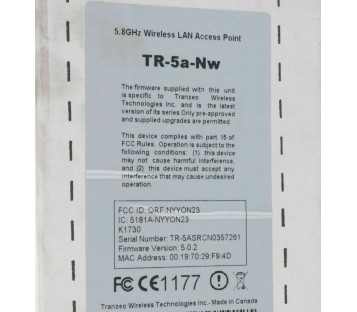 5.8GHz Wireless LAN Access Point
TR-5a-Nw
The firmware supplied with this unit
is specific to Tranzeo Wireless
Technologies Inc. and is the latest
version of its series.Only pre-approved
and supplied upgrades are permitted.
This device complies with part 15 of
FCC Rules. Operation is subject to the
following conditions: (1) this device
may not cause harmful interference,
and (2) this device must accept any
interference that may cause undesired
operation.
FCC ID: QRF-NYYON23
IC: 5181A-NYYON23
K1730
Serial Number: TR-5ASRCN0357261
Firmware Version: 5.0.2
MAC Address: 00:19:70:29:F9:4D
FC CE1177
Tranzeo Wireless Technologies Inc.- Made in Canada